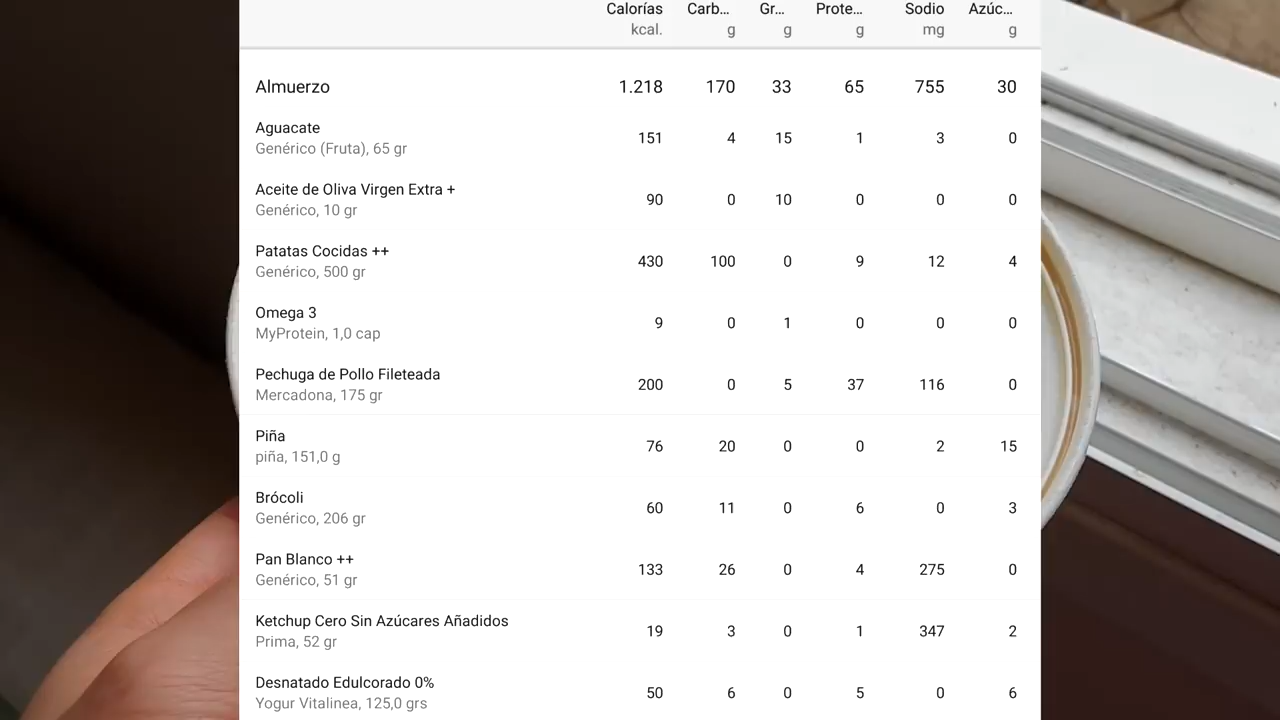 Calorías Carb... Gr... Prote... Sodio Azúc...
kcal. g g g mg g
Almuerzo 1.218 170 33 65 755 30
Aguacate
Genérico (Fruta), 65 gr
151 4 15 1 3 0
Aceite de Oliva Virgen Extra +
Genérico, 10 gr
90 0 10 0 0 0
Patatas Cocidas ++
Genérico, 500 gr
430 100 0 9 12 4
Omega 3
MyProtein, 1,0 cap
9 0 1 0 0 0
Pechuga de Pollo Fileteada
Mercadona, 175 gr
200 0 5 37 116 0
Piña
piña, 151,0 g
76 20 0 0 2 15
Brócoli
Genérico, 206 gr
60 11 0 6 0 3
Pan Blanco ++
Genérico, 51 gr
133 26 0 4 275 0
Ketchup Cero Sin Azúcares Añadidos
Prima, 52 gr
19 3 0 1 347 2
Desnatado Edulcorado 0%
Yogur Vitalinea, 125,0 grs
50 6 0 5 0 6